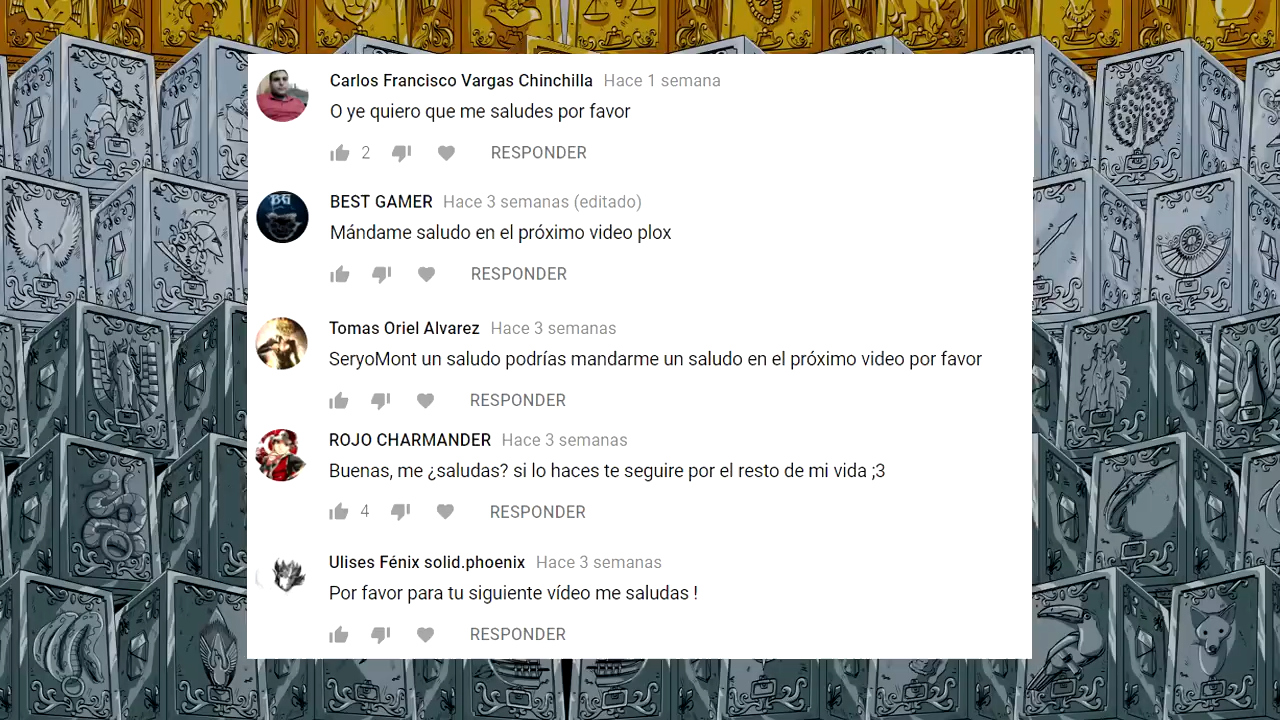 Carlos Francisco Vargas Chinchilla Hace 1 semana
O ye quiero que me saludes por favor
2 RESPONDER
BG
BEST GAMER Hace 3 semanas (editado)
Mándame saludo en el próximo video plox
RESPONDER
Tomas Oriel Alvarez Hace 3 semanas
SeryoMont un saludo podrías mandarme un saludo en el próximo video por favor
RESPONDER
ROJO CHARMANDER Hace 3 semanas
Buenas, me ¿saludas? si lo haces te seguire por el resto de mi vida ;3
4 RESPONDER
Ulises Fénix solid.phoenix Hace 3 semanas
Por favor para tu siguiente vídeo me saludas !
RESPONDER